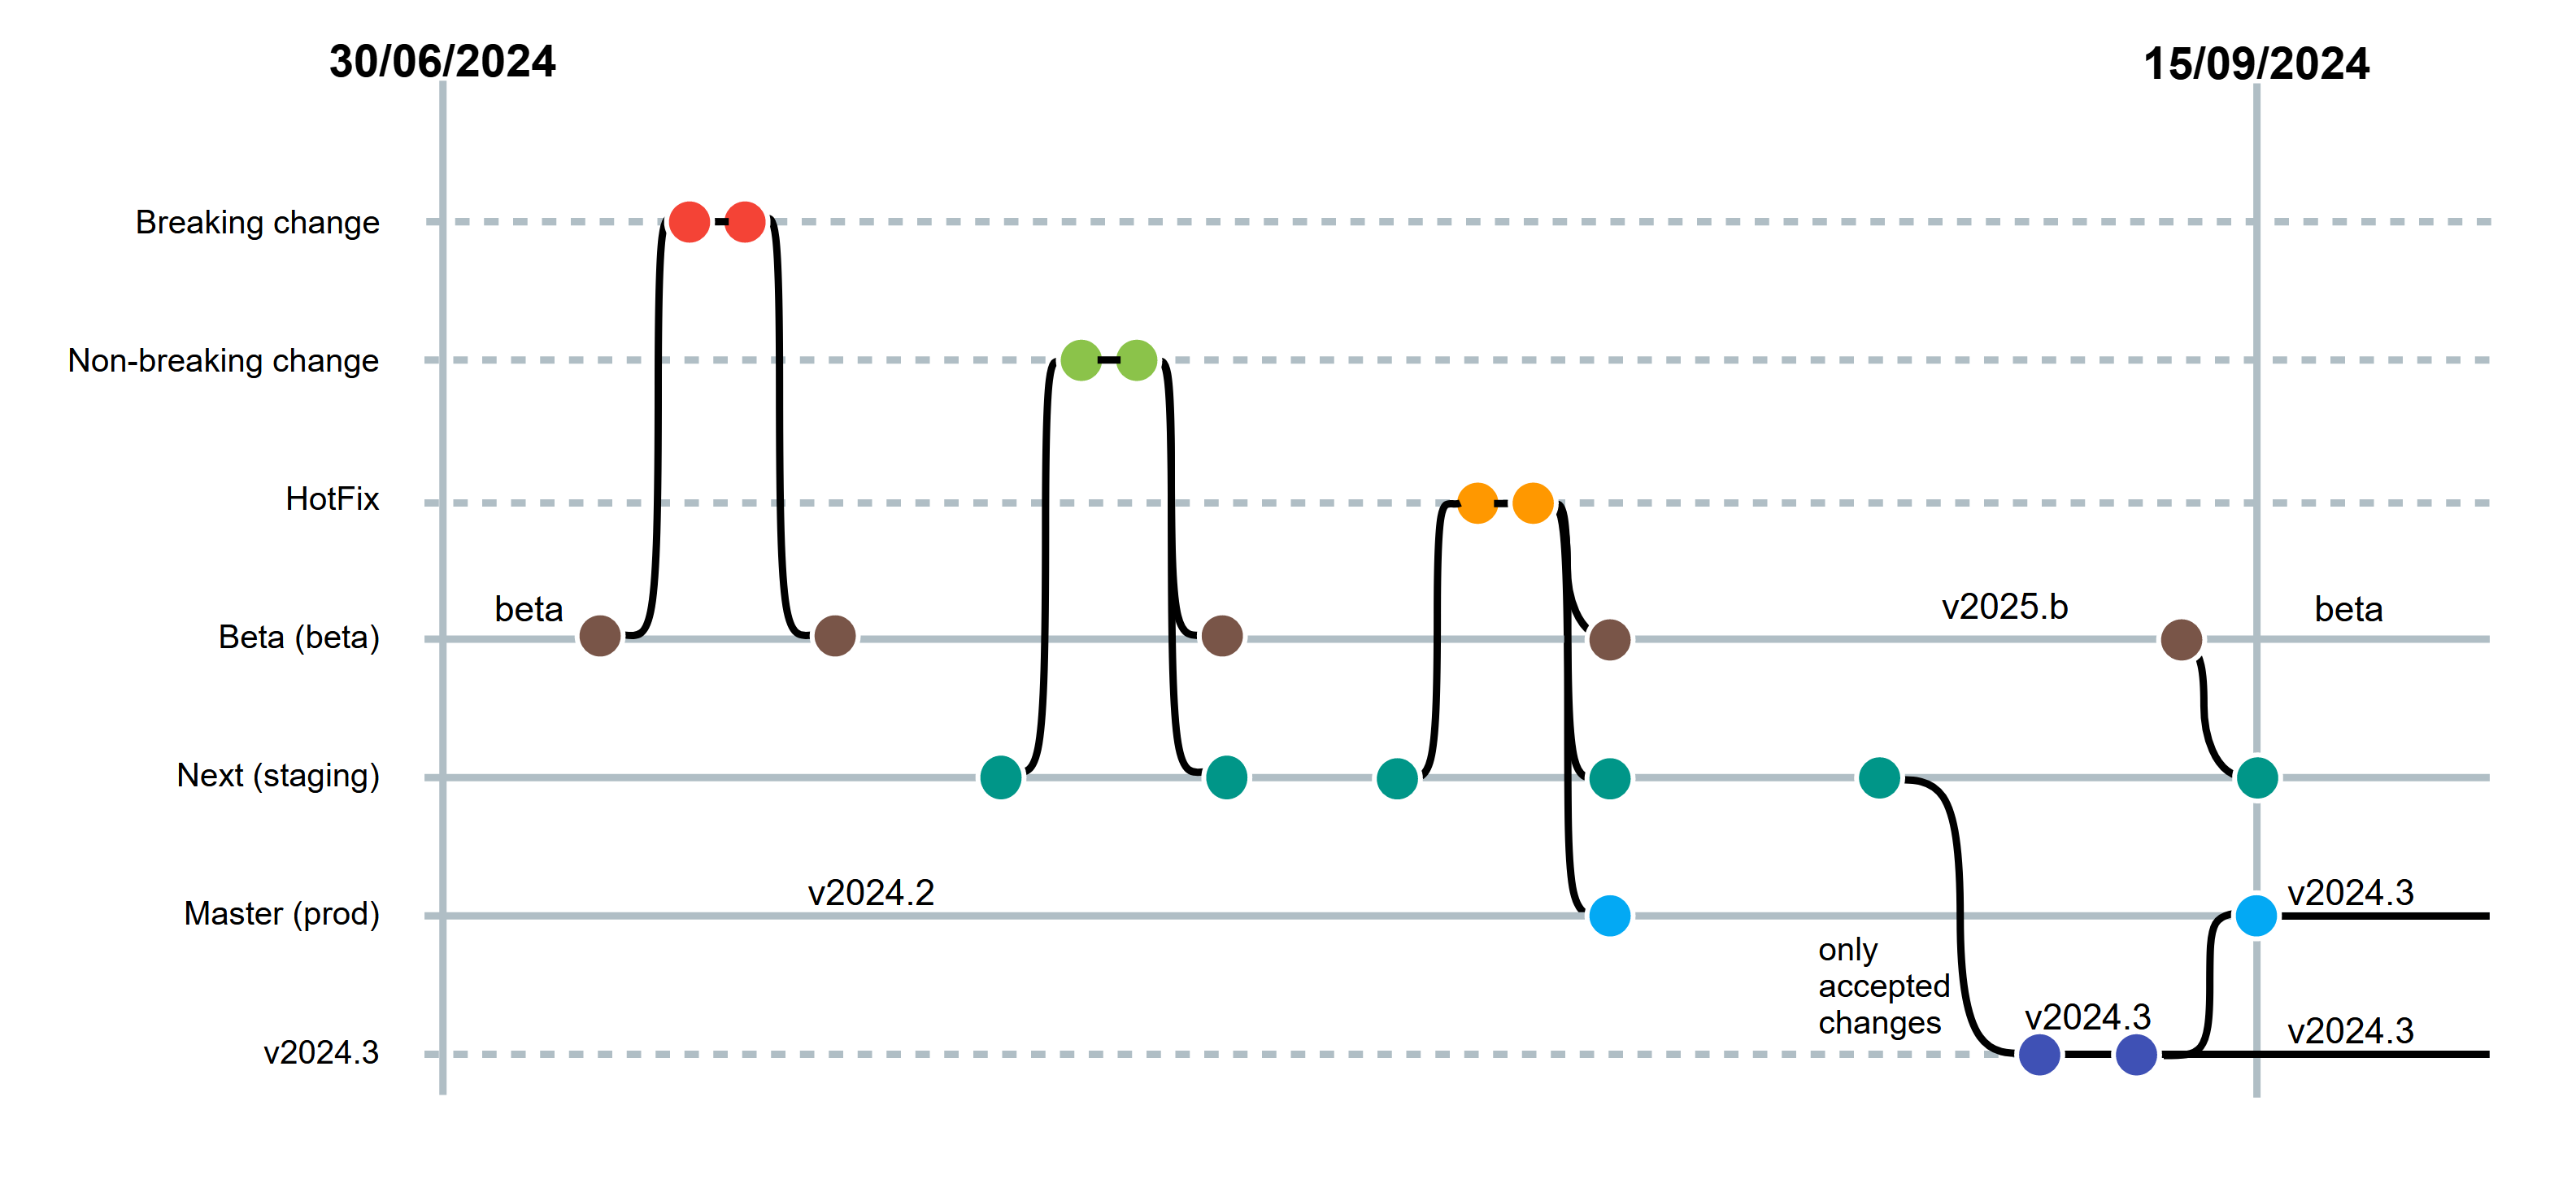 30/06/2024
15/09/2024
Breaking change
Non-breaking change
HotFix
beta
v2025.b
beta
Beta (beta)
Next (staging)
v2024.2
v2024.3
Master (prod)
only
accepted
changes
v2024.3
v2024.3
v2024.3